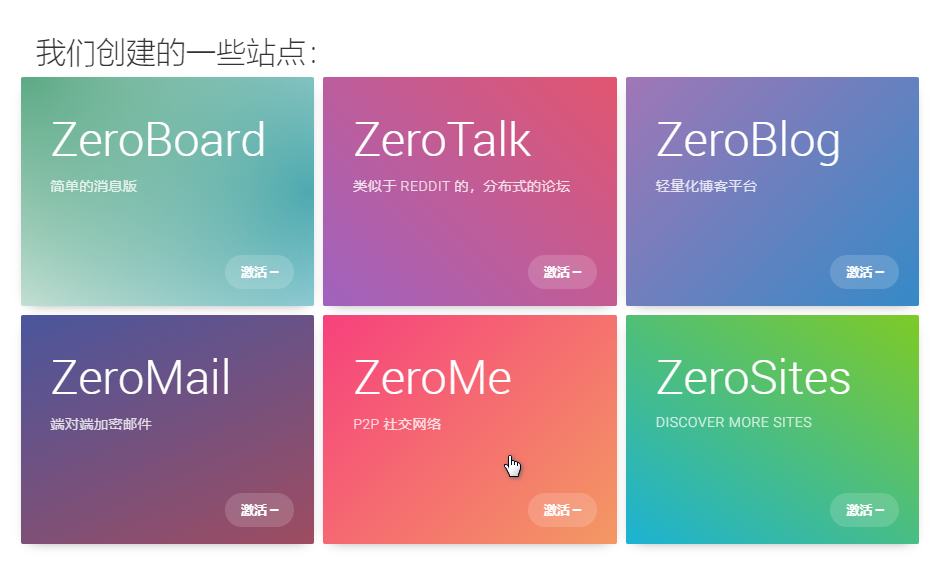 我们创建的一些站点：
ZeroBoard
简单的消息版
激活 —
ZeroTalk
类似于 REDDIT 的，分布式的论坛
激活 —
ZeroBlog
轻量化博客平台
激活 —
ZeroMail
端对端加密邮件
激活 —
ZeroMe
P2P 社交网络
激活 —
ZeroSites
DISCOVER MORE SITES
激活 —